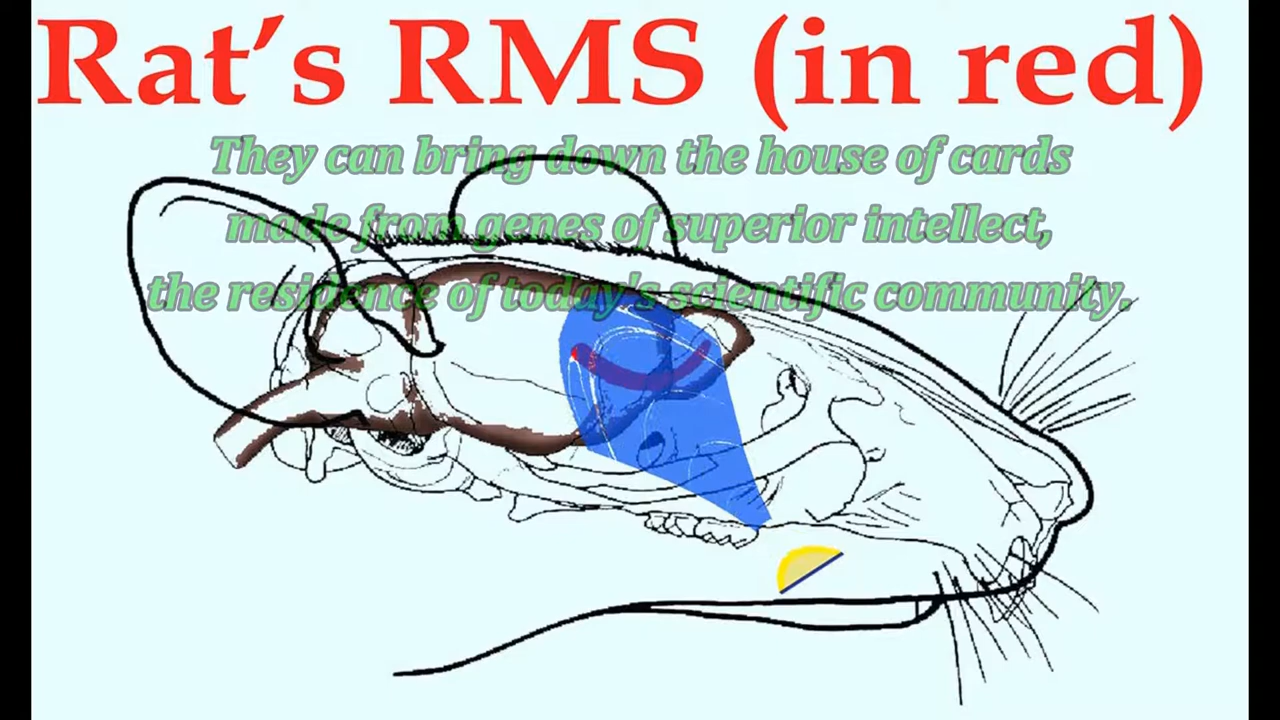 Rat’s RMS (in red)
They can bring down the house of cards
made from genes of superior intellect,
the residence of today's scientific community.